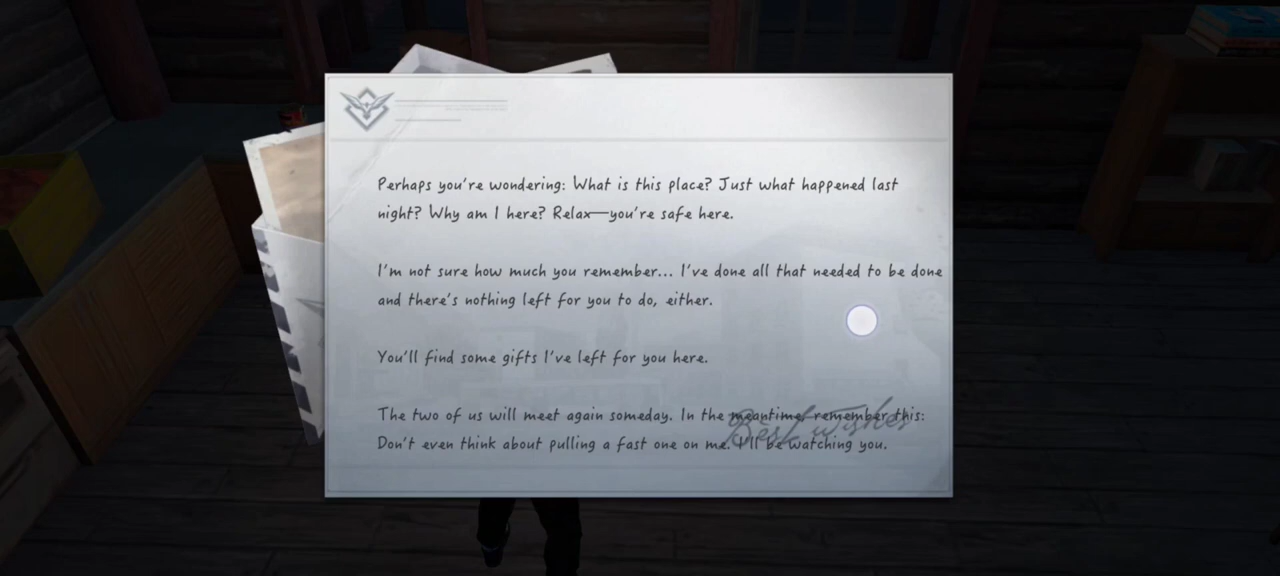 Perhaps you're wondering: What is this place? Just what happened last
night? Why am I here? Relax—you're safe here.
I'm not sure how much you remember... I've done all that needed to be done
and there's nothing left for you to do, either.
You'll find some gifts I've left for you here.
The two of us will meet again someday. In the meantime, remember this:
Don't even think about pulling a fast one on me. I'll be watching you.
Best wishes